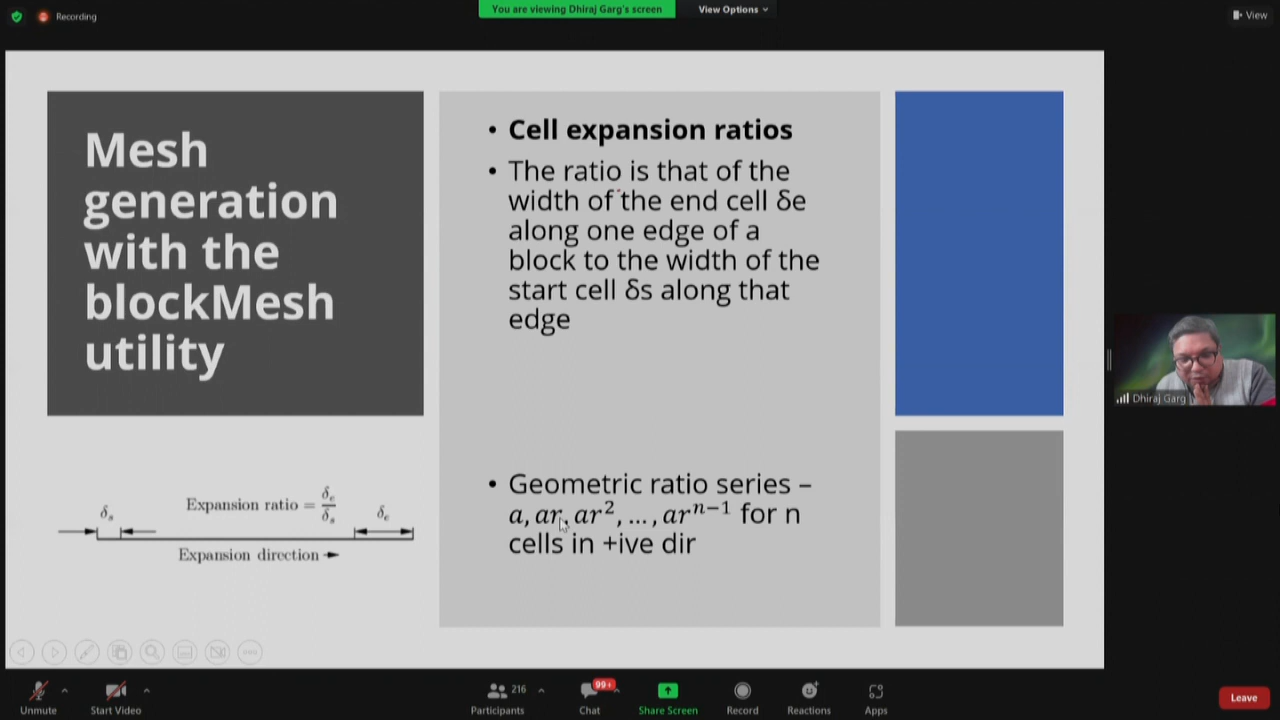 Recording
You are viewing Dhiraj Garg's screen
View Options
View
Mesh
generation
with the
blockMesh
utility
• Cell expansion ratios
• The ratio is that of the
width of the end cell δe
along one edge of a
block to the width of the
start cell δs along that
edge
• Geometric ratio series –
a, ar, ar², …, arⁿ⁻¹ for n
cells in +ive dir
Expansion ratio = δₑ/δₛ
δₛ
δₑ
Expansion direction
Dhiraj Garg
Unmute
Start Video
216
Participants
99+
Chat
Share Screen
Record
Reactions
Apps
Leave